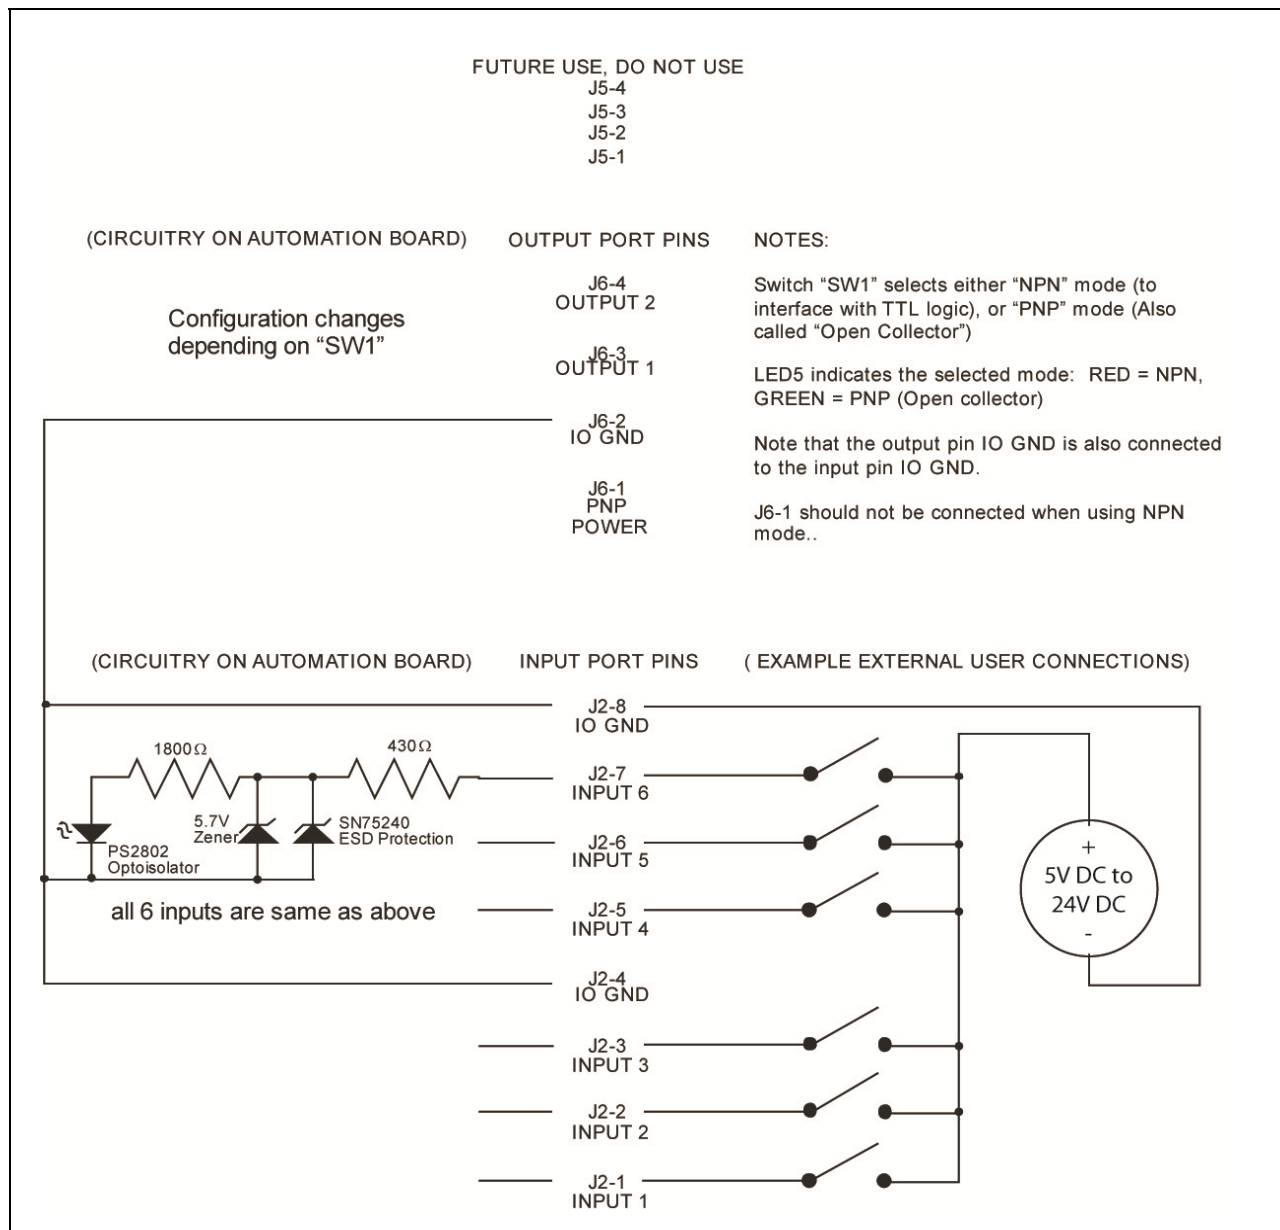 FUTURE USE, DO NOT USE
J5-4
J5-3
J5-2
J5-1
(CIRCUITRY ON AUTOMATION BOARD)
OUTPUT PORT PINS
NOTES:
Configuration changes
depending on “SW1”
J6-4
OUTPUT 2
J6-3
OUTPUT 1
J6-2
IO GND
J6-1
PNP
POWER
Switch “SW1” selects either “NPN” mode (to
interface with TTL logic), or “PNP” mode (Also
called “Open Collector”)
LED5 indicates the selected mode: RED = NPN,
GREEN = PNP (Open collector)
Note that the output pin IO GND is also connected
to the input pin IO GND.
J6-1 should not be connected when using NPN
mode..
(CIRCUITRY ON AUTOMATION BOARD)
INPUT PORT PINS
( EXAMPLE EXTERNAL USER CONNECTIONS)
1800Ω
430Ω
5.7V
Zener
SN75240
ESD Protection
PS2802
Optoisolator
all 6 inputs are same as above
J2-8
IO GND
J2-7
INPUT 6
J2-6
INPUT 5
J2-5
INPUT 4
J2-4
IO GND
J2-3
INPUT 3
J2-2
INPUT 2
J2-1
INPUT 1
+
5V DC to
24V DC
-